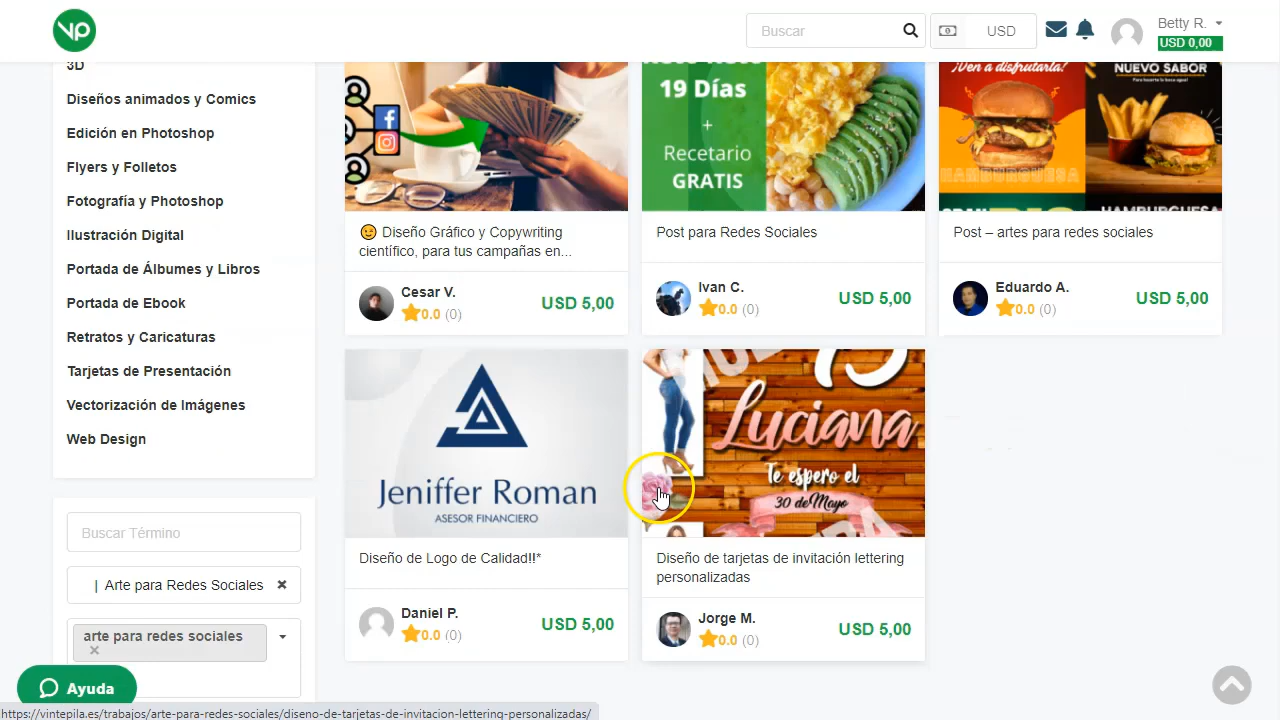 vp
Buscar
USD
Betty R.
USD 0,00
3D
Diseños animados y Comics
Edición en Photoshop
Flyers y Folletos
Fotografía y Photoshop
Ilustración Digital
Portada de Álbumes y Libros
Portada de Ebook
Retratos y Caricaturas
Tarjetas de Presentación
Vectorización de Imágenes
Web Design
Buscar Término
| Arte para Redes Sociales ✖
arte para redes sociales
×
Ayuda
😉 Diseño Gráfico y Copywriting
científico, para tus campañas en...
Cesar V.
0.0 (0)
USD 5,00
19 Días
+
Recetario
GRATIS
Post para Redes Sociales
Ivan C.
0.0 (0)
USD 5,00
¡Ven a disfrutarla!
HAMBURGUESA
NUEVO SABOR
HAMBURGUESA
Post – artes para redes sociales
Eduardo A.
0.0 (0)
USD 5,00
Jeniffer Roman
ASESOR FINANCIERO
Diseño de Logo de Calidad!!*
Daniel P.
0.0 (0)
USD 5,00
15
Luciana
Te espero el
30 de Mayo
Diseño de tarjetas de invitación lettering
personalizadas
Jorge M.
0.0 (0)
USD 5,00
https://vintepila.es/trabajos/arte-para-redes-sociales/diseno-de-tarjetas-de-invitacion-lettering-personalizadas/